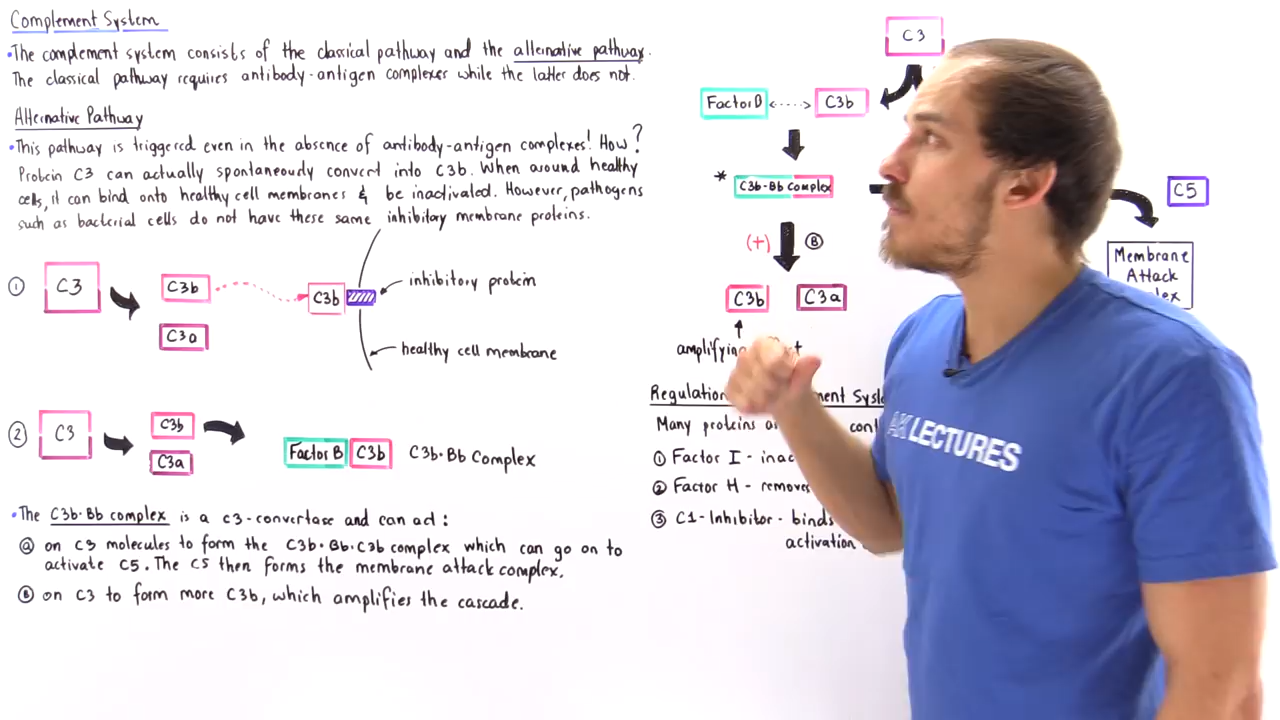 Complement System
•The complement system consists of the classical pathway and the alternative pathway.
The classical pathway requires antibody-antigen complexes while the latter does not.
Alternative Pathway
•This pathway is triggered even in the absence of antibody-antigen complexes! How?
Protein C3 can actually spontaneously convert into C3b. When around healthy
cells, it can bind onto healthy cell membranes & be inactivated. However, pathogens
such as bacterial cells do not have these same inhibitory membrane proteins.
① C3
C3b
C3a
C3b
inhibitory protein
healthy cell membrane
② C3
C3b
C3a
Factor B C3b C3b·Bb Complex
•The C3b·Bb complex is a c3-convertase and can act:
ⓐ on C3 molecules to form the C3b·Bb·C3b complex which can go on to
activate C5. The C5 then forms the membrane attack complex.
ⓑ on C3 to form more C3b, which amplifies the cascade.
C3
Factor D C3b
* C3b-Bb Complex
C5
(+) Ⓑ
Membrane
Attack
C3b C3a
Regulation
Many proteins
① Factor I -
② Factor H - removes
③ C1-Inhibitor - binds
activation
AK LECTURES